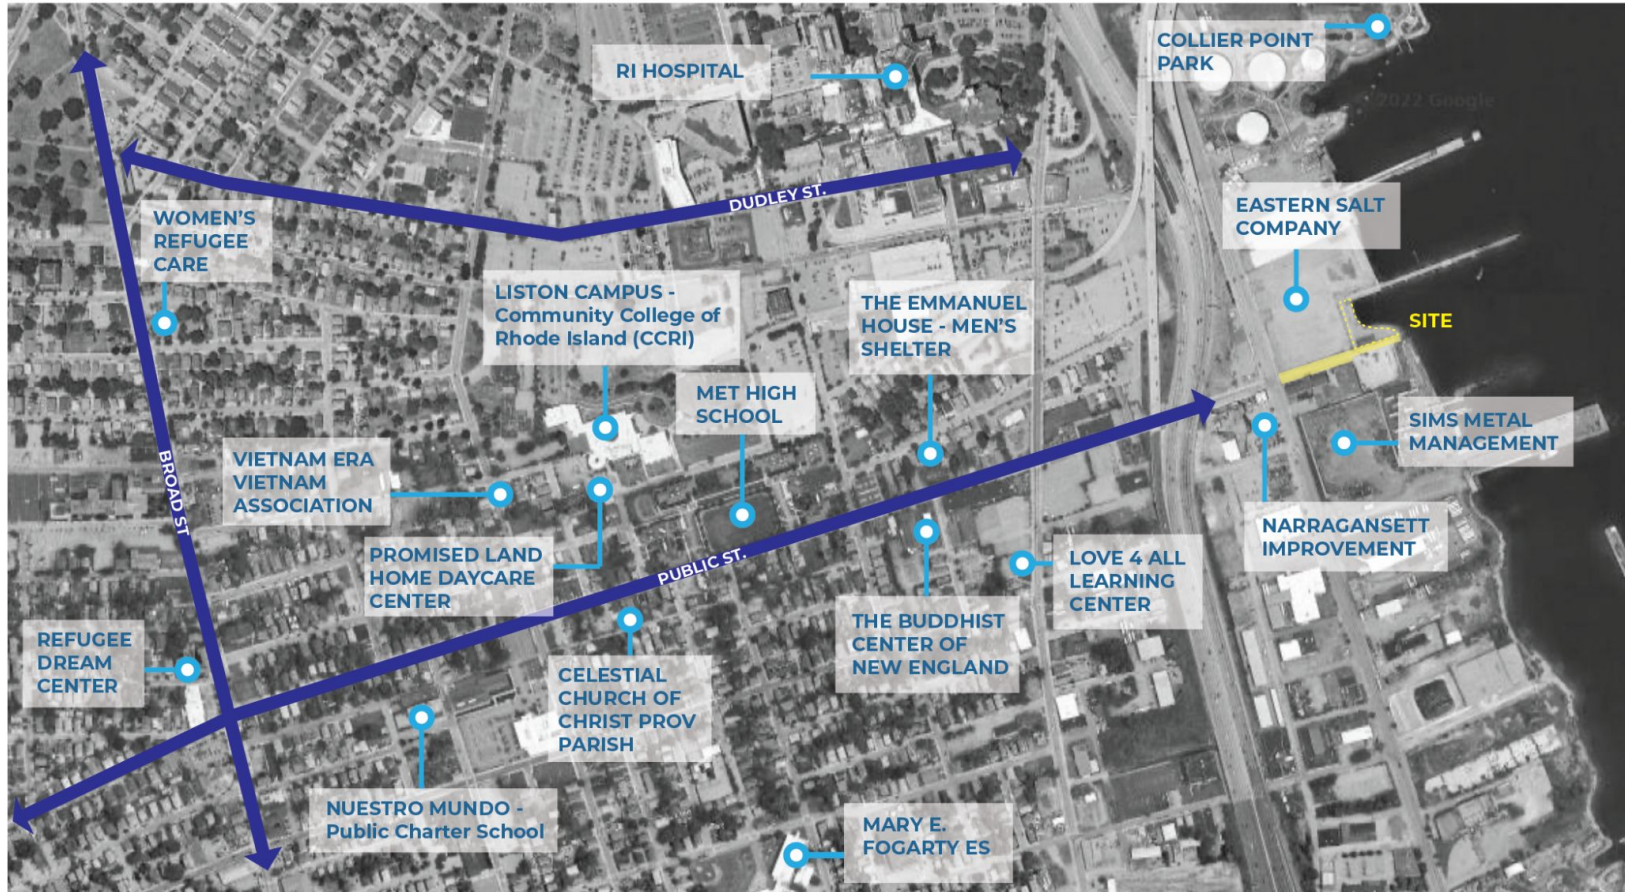 COLLIER POINT
PARK
RI HOSPITAL
© 2022 Google
DUDLEY ST.
WOMEN'S
REFUGEE
CARE
EASTERN SALT
COMPANY
LISTON CAMPUS -
Community College of
Rhode Island (CCRI)
THE EMMANUEL
HOUSE - MEN'S
SHELTER
SITE
MET HIGH
SCHOOL
SIMS METAL
MANAGEMENT
VIETNAM ERA
VIETNAM
ASSOCIATION
BROAD ST
NARRAGANSETT
IMPROVEMENT
PROMISED LAND
HOME DAYCARE
CENTER
PUBLIC ST.
LOVE 4 ALL
LEARNING
CENTER
THE BUDDHIST
CENTER OF
NEW ENGLAND
REFUGEE
DREAM
CENTER
CELESTIAL
CHURCH OF
CHRIST PROV
PARISH
NUESTRO MUNDO -
Public Charter School
MARY E.
FOGARTY ES